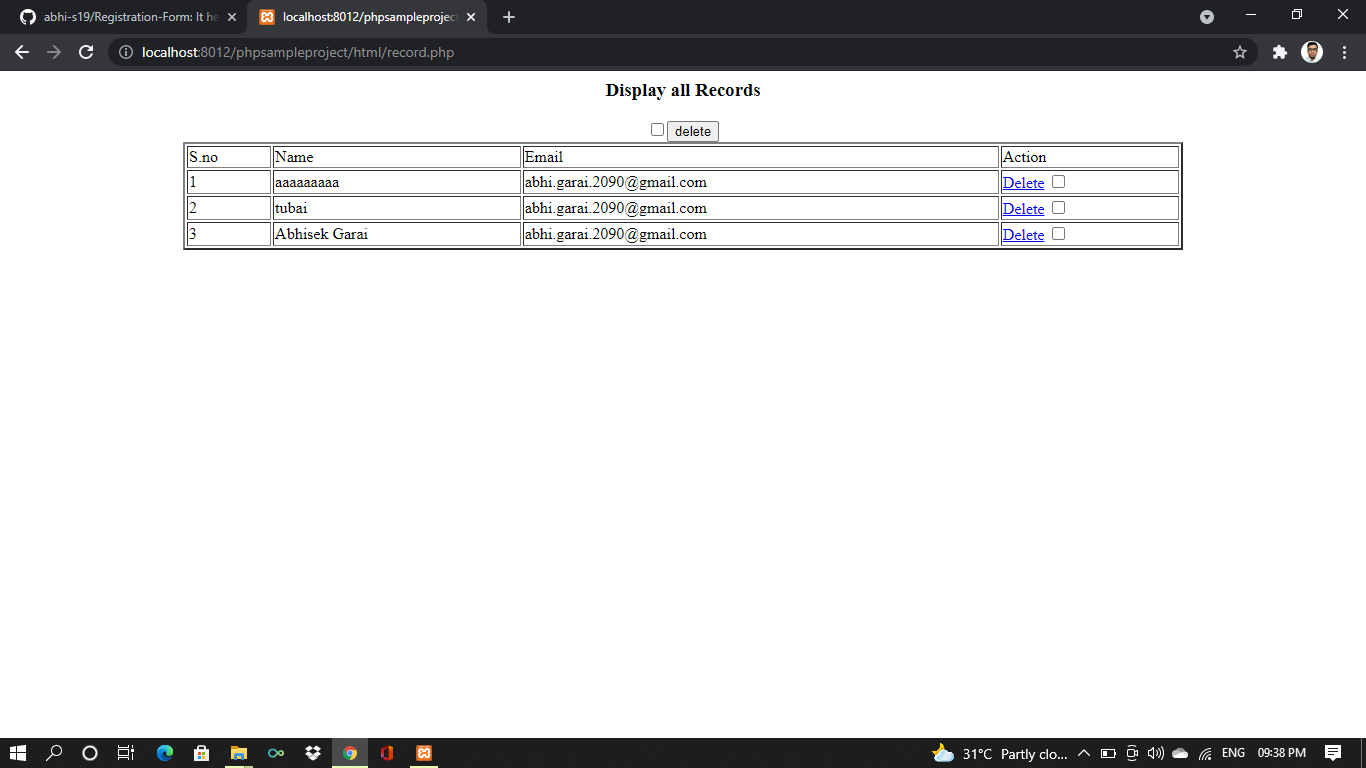 abhi-s19/Registration-Form: It he
localhost:8012/phpsampleproject
localhost:8012/phpsampleproject/html/record.php
Display all Records
delete
S.no Name Email Action
1 aaaaaaaaa abhi.garai.2090@gmail.com Delete
2 tubai abhi.garai.2090@gmail.com Delete
3 Abhisek Garai abhi.garai.2090@gmail.com Delete
31°C Partly clo... ENG 09:38 PM